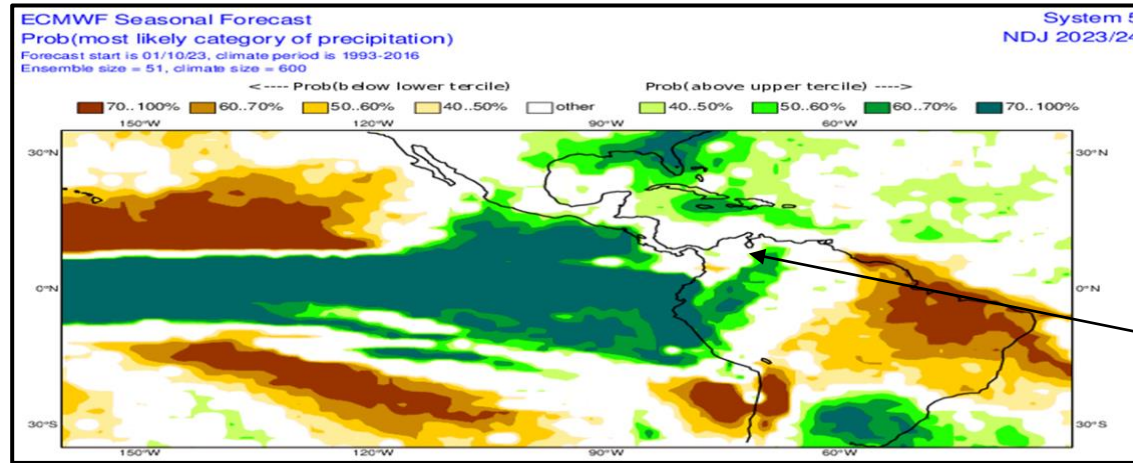 ECMWF Seasonal Forecast
System 5
Prob(most likely category of precipitation)
NDJ 2023/24
Forecast start is 01/10/23, climate period is 1993-2016
Ensemble size = 51, climate size = 600
<---- Prob(below lower tercile)
Prob(above upper tercile) ---->
70..100% 60..70% 50..60% 40..50% other 40..50% 50..60% 60..70% 70..100%
150°W 120°W 90°W 60°W
30°N 30°N
0°N 0°N
30°S 30°S
150°W 120°W 90°W 60°W